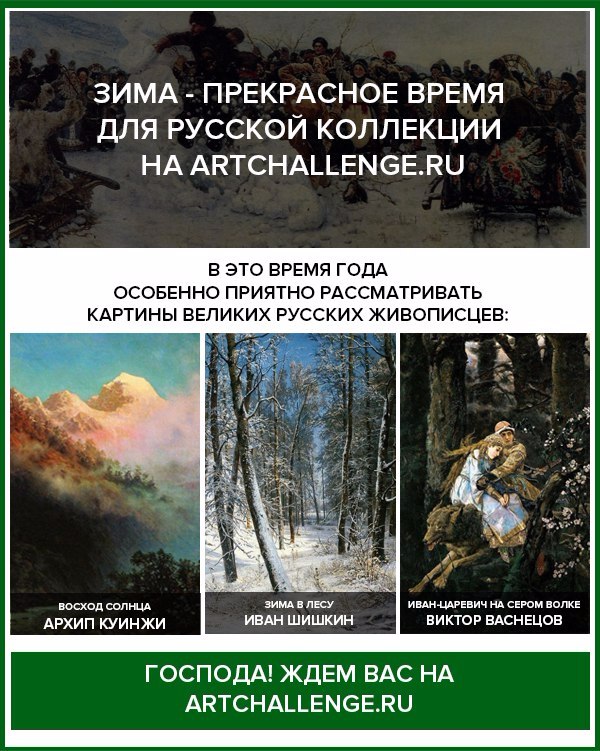 ЗИМА - ПРЕКРАСНОЕ ВРЕМЯ
ДЛЯ РУССКОЙ КОЛЛЕКЦИИ
НА ARTCHALLENGE.RU
В ЭТО ВРЕМЯ ГОДА
ОСОБЕННО ПРИЯТНО РАССМАТРИВАТЬ
КАРТИНЫ ВЕЛИКИХ РУССКИХ ЖИВОПИСЦЕВ:
ВОСХОД СОЛНЦА
АРХИП КУИНЖИ
ЗИМА В ЛЕСУ
ИВАН ШИШКИН
ИВАН-ЦАРЕВИЧ НА СЕРОМ ВОЛКЕ
ВИКТОР ВАСНЕЦОВ
ГОСПОДА! ЖДЕМ ВАС НА
ARTCHALLENGE.RU